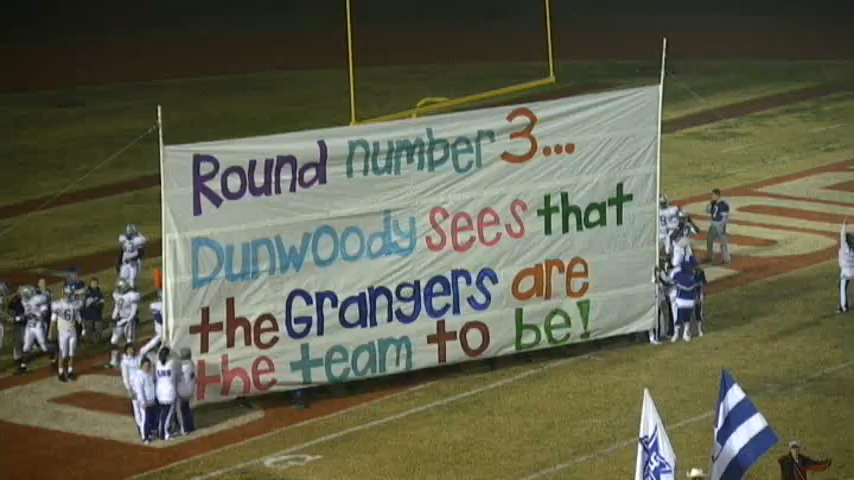 Round number 3...
Dunwoody sees that
the Grangers are
the team to be!